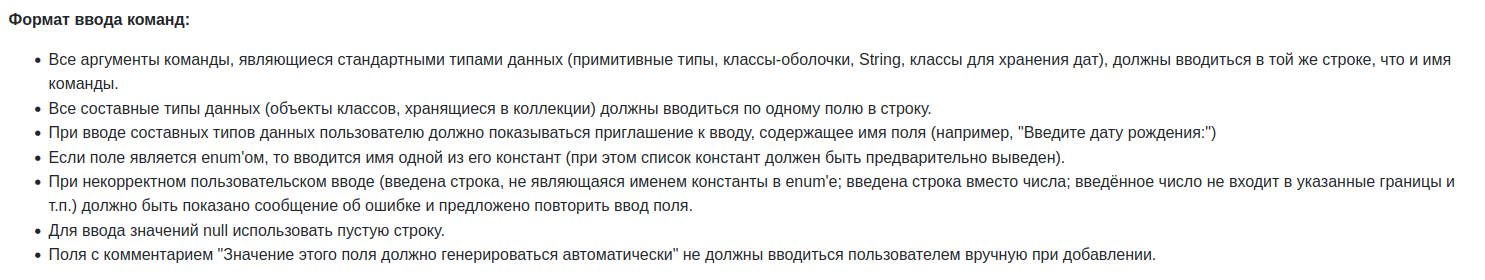 Формат ввода команд:
• Все аргументы команды, являющиеся стандартными типами данных (примитивные типы, классы-оболочки, String, классы для хранения дат), должны вводиться в той же строке, что и имя
команды.
• Все составные типы данных (объекты классов, хранящиеся в коллекции) должны вводиться по одному полю в строку.
• При вводе составных типов данных пользователю должно показываться приглашение к вводу, содержащее имя поля (например, "Введите дату рождения:")
• Если поле является enum'ом, то вводится имя одной из его констант (при этом список констант должен быть предварительно выведен).
• При некорректном пользовательском вводе (введена строка, не являющаяся именем константы в enum'е; введена строка вместо числа; введённое число не входит в указанные границы и
т.п.) должно быть показано сообщение об ошибке и предложено повторить ввод поля.
• Для ввода значений null использовать пустую строку.
• Поля с комментарием "Значение этого поля должно генерироваться автоматически" не должны вводиться пользователем вручную при добавлении.